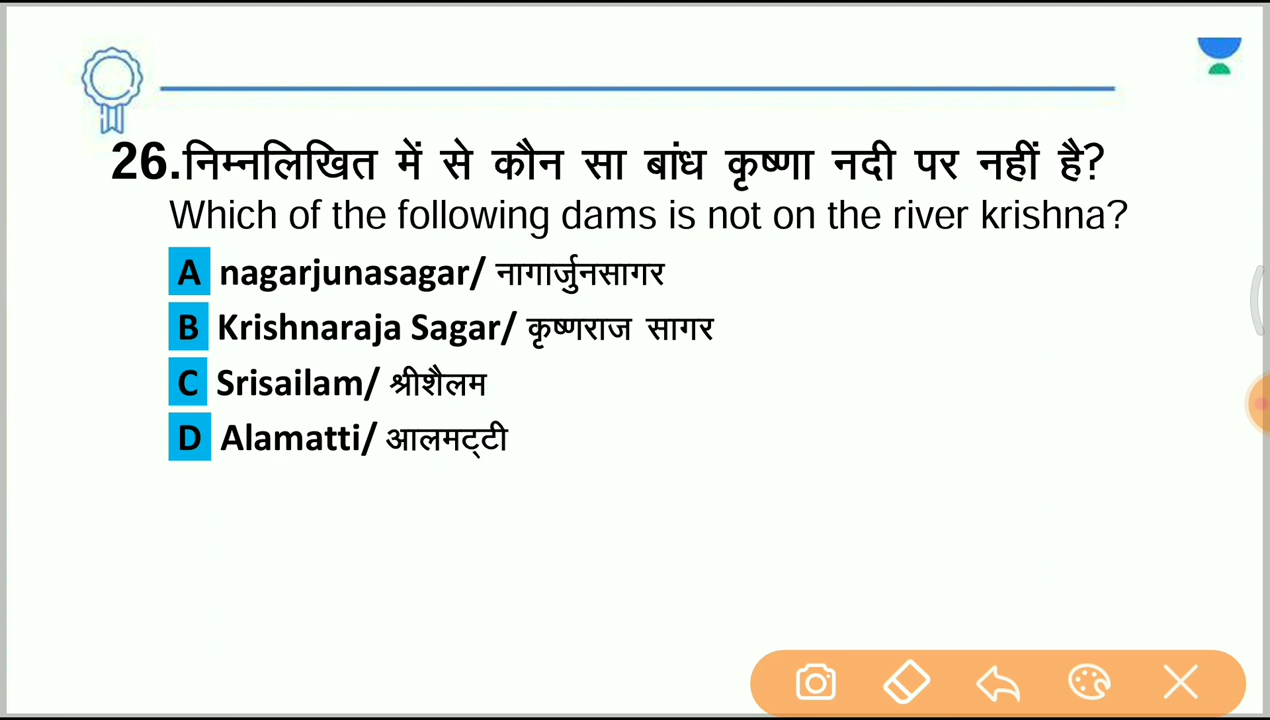 26.निम्नलिखित में से कौन सा बांध कृष्णा नदी पर नहीं है?
Which of the following dams is not on the river krishna?
A nagarjunasagar/ नागार्जुनसागर
B Krishnaraja Sagar/ कृष्णराज सागर
C Srisailam/ श्रीशैलम
D Alamatti/ आलमट्‌टी